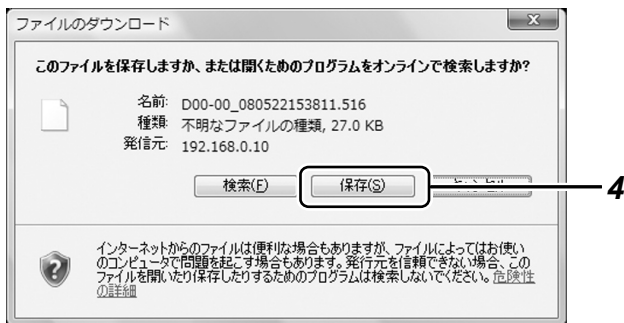 ファイルのダウンロード
このファイルを保存しますか、または開くためのプログラムをオンラインで検索しますか?
名前: D00-00_080522153811.516
種類: 不明なファイルの種類, 27.0 KB
発信元: 192.168.0.10
検索(F) 保存(S)
4
インターネットからのファイルは便利な場合もありますが、ファイルによってはお使い
のコンピュータで問題を起こす場合もあります。発行元を信頼できない場合、この
ファイルを開いたり保存したりするためのプログラムは検索しないでください。危険性
の詳細